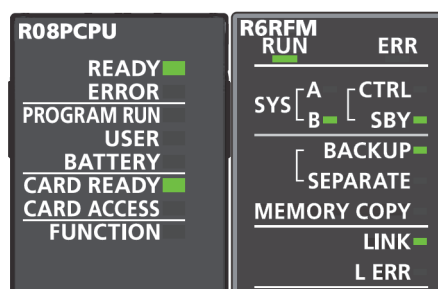 R08PCPU
READY
ERROR
PROGRAM RUN
USER
BATTERY
CARD READY
CARD ACCESS
FUNCTION
R6RFM
RUN ERR
SYS A CTRL
B SBY
BACKUP
SEPARATE
MEMORY COPY
LINK
L ERR